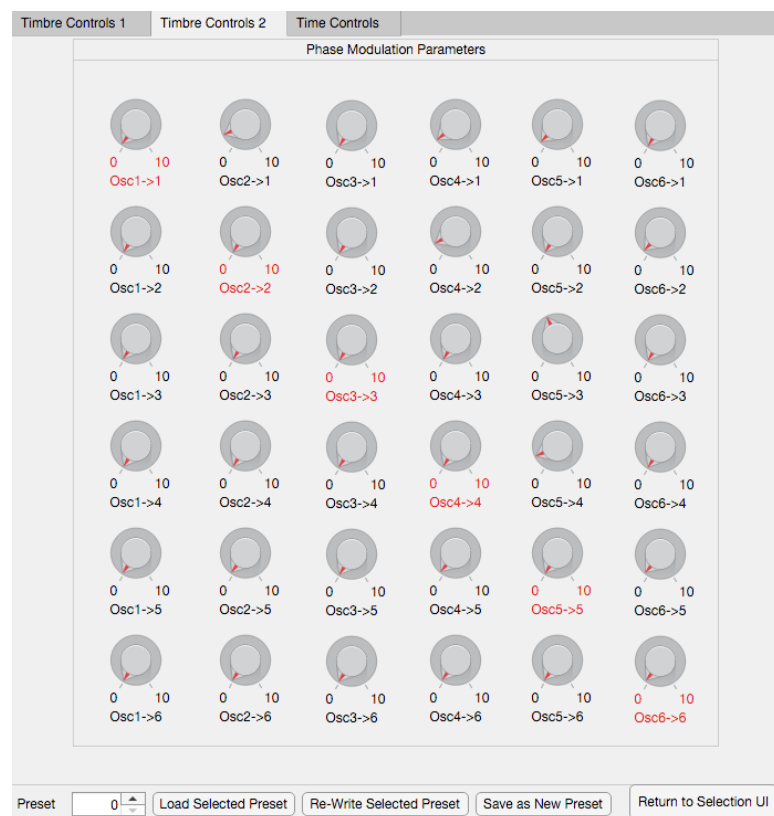 Timbre Controls 1 Timbre Controls 2 Time Controls
Phase Modulation Parameters
0 10 0 10 0 10 0 10 0 10 0 10
Osc1->1 Osc2->1 Osc3->1 Osc4->1 Osc5->1 Osc6->1
0 10 0 10 0 10 0 10 0 10 0 10
Osc1->2 Osc2->2 Osc3->2 Osc4->2 Osc5->2 Osc6->2
0 10 0 10 0 10 0 10 0 10 0 10
Osc1->3 Osc2->3 Osc3->3 Osc4->3 Osc5->3 Osc6->3
0 10 0 10 0 10 0 10 0 10 0 10
Osc1->4 Osc2->4 Osc3->4 Osc4->4 Osc5->4 Osc6->4
0 10 0 10 0 10 0 10 0 10 0 10
Osc1->5 Osc2->5 Osc3->5 Osc4->5 Osc5->5 Osc6->5
0 10 0 10 0 10 0 10 0 10 0 10
Osc1->6 Osc2->6 Osc3->6 Osc4->6 Osc5->6 Osc6->6
Preset 0 Load Selected Preset Re-Write Selected Preset Save as New Preset Return to Selection UI